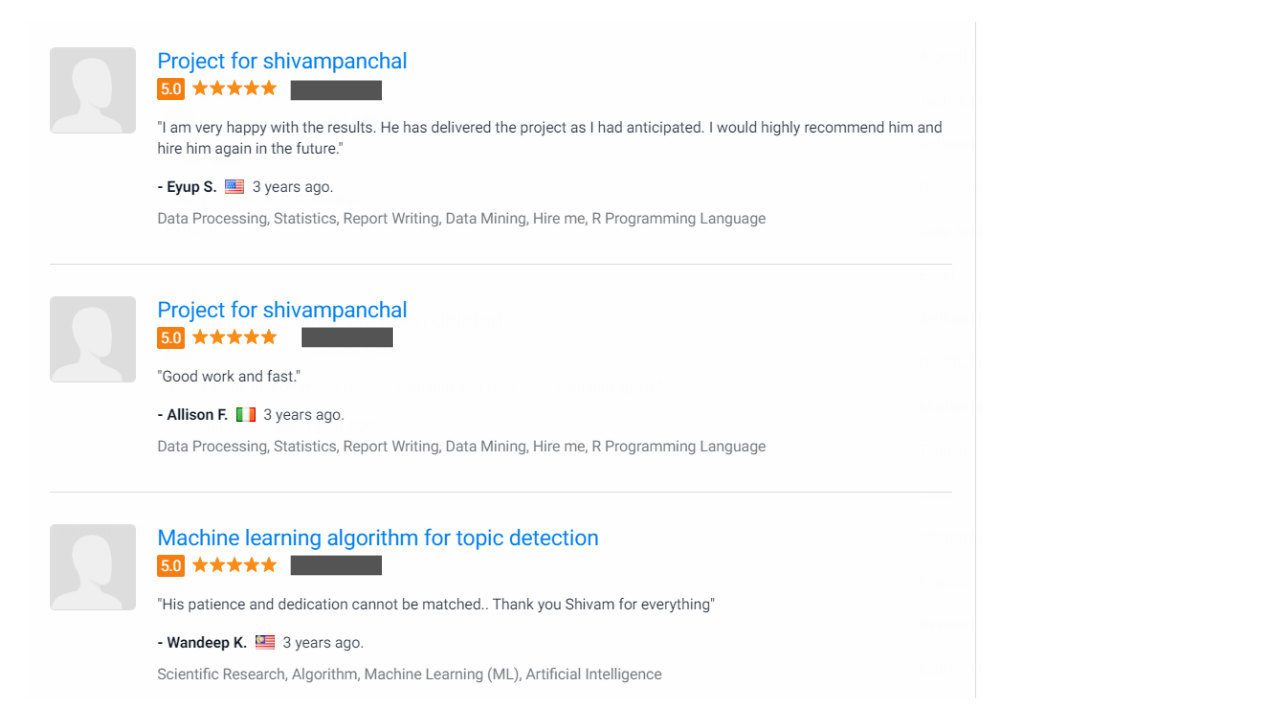 Project for shivampanchal
5.0
"I am very happy with the results. He has delivered the project as I had anticipated. I would highly recommend him and
hire him again in the future."
- Eyup S. 3 years ago.
Data Processing, Statistics, Report Writing, Data Mining, Hire me, R Programming Language
Project for shivampanchal
5.0
"Good work and fast."
- Allison F. 3 years ago.
Data Processing, Statistics, Report Writing, Data Mining, Hire me, R Programming Language
Machine learning algorithm for topic detection
5.0
"His patience and dedication cannot be matched.. Thank you Shivam for everything"
- Wandeep K. 3 years ago.
Scientific Research, Algorithm, Machine Learning (ML), Artificial Intelligence